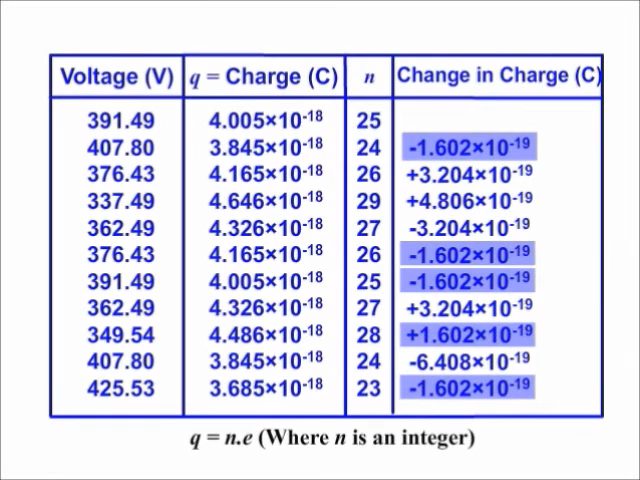 Voltage (V) q = Charge (C) n Change in Charge (C)
391.49 4.005×10⁻¹⁸ 25
407.80 3.845×10⁻¹⁸ 24 -1.602×10⁻¹⁹
376.43 4.165×10⁻¹⁸ 26 +3.204×10⁻¹⁹
337.49 4.646×10⁻¹⁸ 29 +4.806×10⁻¹⁹
362.49 4.326×10⁻¹⁸ 27 -3.204×10⁻¹⁹
376.43 4.165×10⁻¹⁸ 26 -1.602×10⁻¹⁹
391.49 4.005×10⁻¹⁸ 25 -1.602×10⁻¹⁹
362.49 4.326×10⁻¹⁸ 27 +3.204×10⁻¹⁹
349.54 4.486×10⁻¹⁸ 28 +1.602×10⁻¹⁹
407.80 3.845×10⁻¹⁸ 24 -6.408×10⁻¹⁹
425.53 3.685×10⁻¹⁸ 23 -1.602×10⁻¹⁹
q = n.e (Where n is an integer)